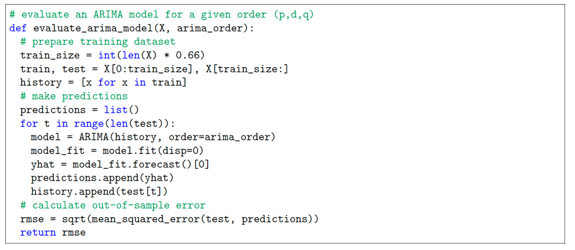 # evaluate an ARIMA model for a given order (p,d,q)
def evaluate_arima_model(X, arima_order):
  # prepare training dataset
  train_size = int(len(X) * 0.66)
  train, test = X[0:train_size], X[train_size:]
  history = [x for x in train]
  # make predictions
  predictions = list()
  for t in range(len(test)):
    model = ARIMA(history, order=arima_order)
    model_fit = model.fit(disp=0)
    yhat = model_fit.forecast()[0]
    predictions.append(yhat)
    history.append(test[t])
  # calculate out-of-sample error
  rmse = sqrt(mean_squared_error(test, predictions))
  return rmse